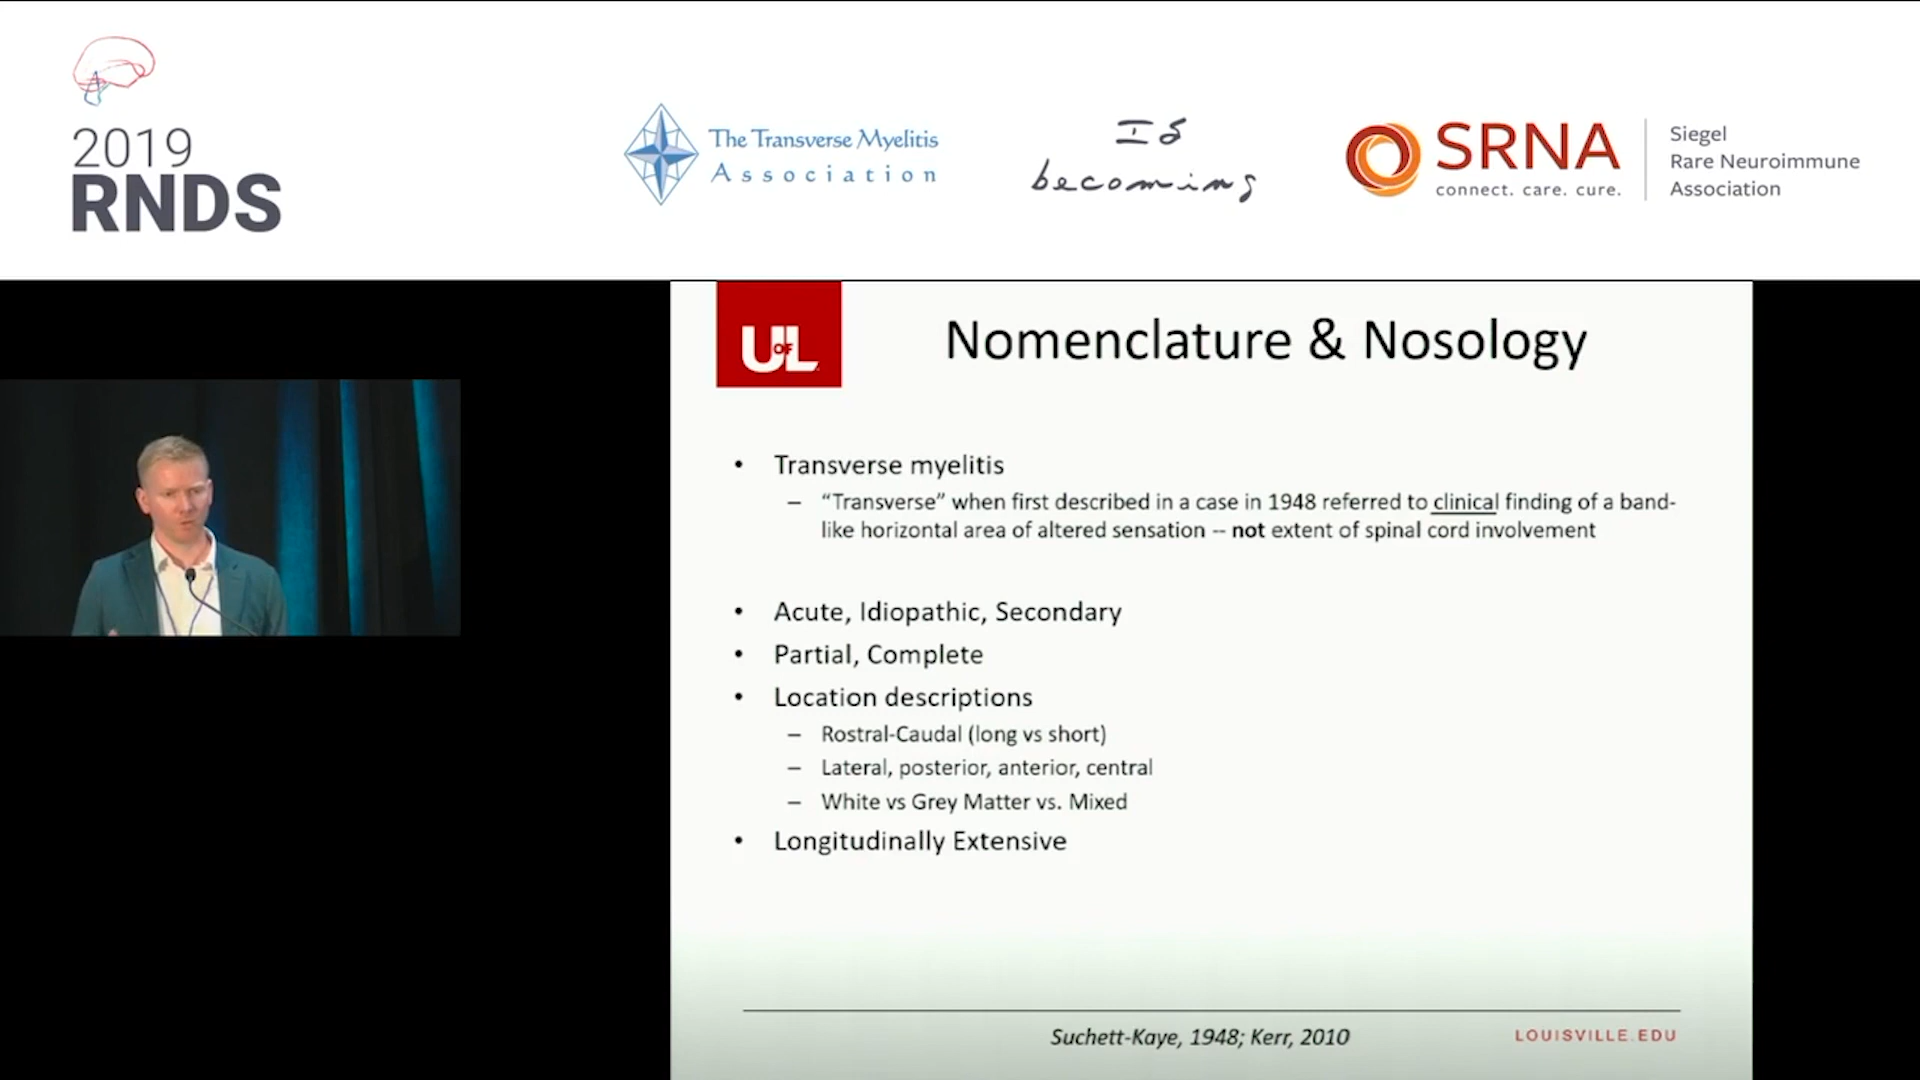 2019
RNDS
The Transverse Myelitis
Association
Is
becoming
SRNA
connect. care. cure.
Siegel
Rare Neuroimmune
Association
UofL
Nomenclature & Nosology
• Transverse myelitis
– “Transverse” when first described in a case in 1948 referred to clinical finding of a band-
like horizontal area of altered sensation -- not extent of spinal cord involvement
• Acute, Idiopathic, Secondary
• Partial, Complete
• Location descriptions
– Rostral-Caudal (long vs short)
– Lateral, posterior, anterior, central
– White vs Grey Matter vs. Mixed
• Longitudinally Extensive
Suchett-Kaye, 1948; Kerr, 2010
LOUISVILLE.EDU